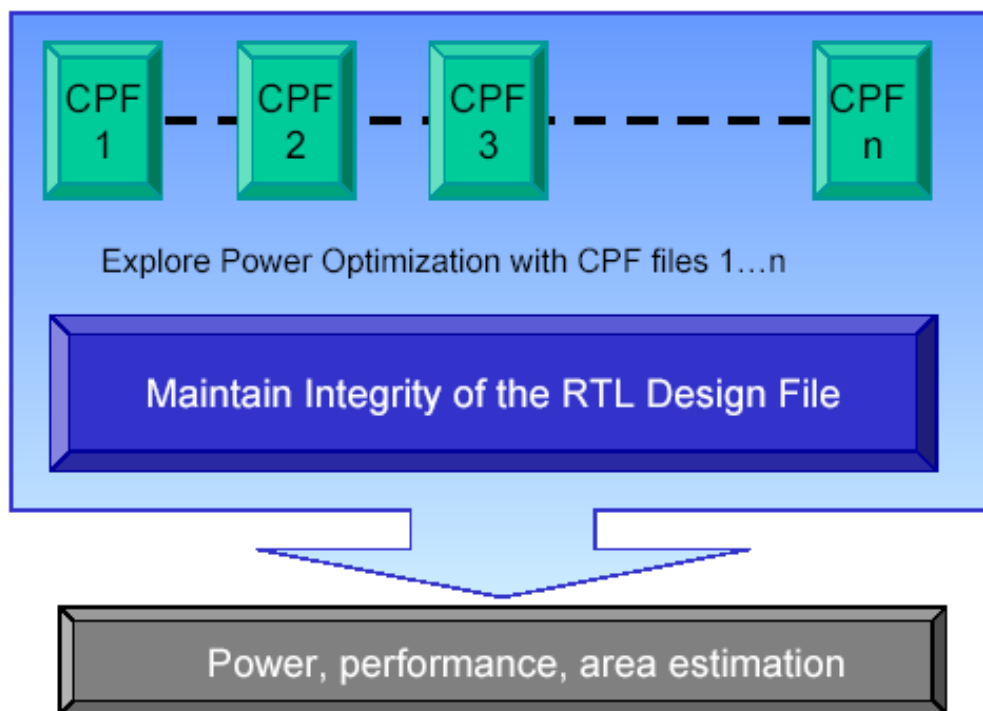 CPF CPF CPF CPF
1 2 3 n
Explore Power Optimization with CPF files 1...n
Maintain Integrity of the RTL Design File
Power, performance, area estimation